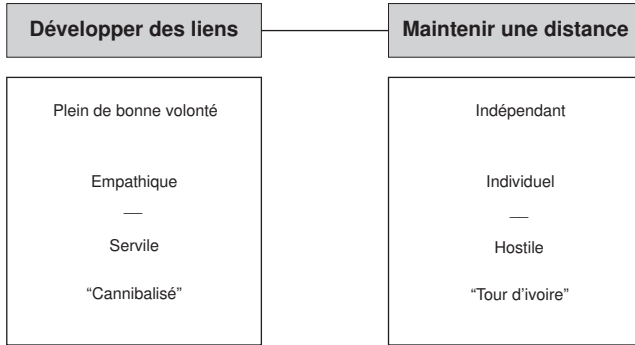 Développer des liens
Maintenir une distance
Plein de bonne volonté
Empathique
—
Servile
“Cannibalisé”
Indépendant
Individuel
—
Hostile
“Tour d'ivoire”